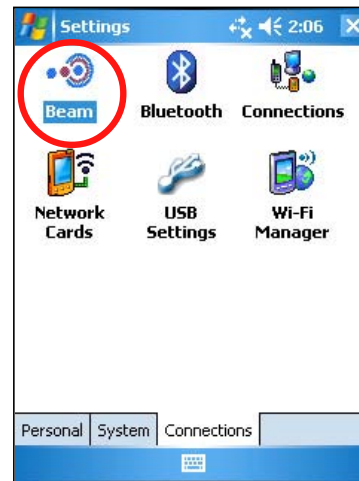 Settings 2:06
Beam Bluetooth Connections
Network Cards USB Settings Wi-Fi Manager
Personal System Connections